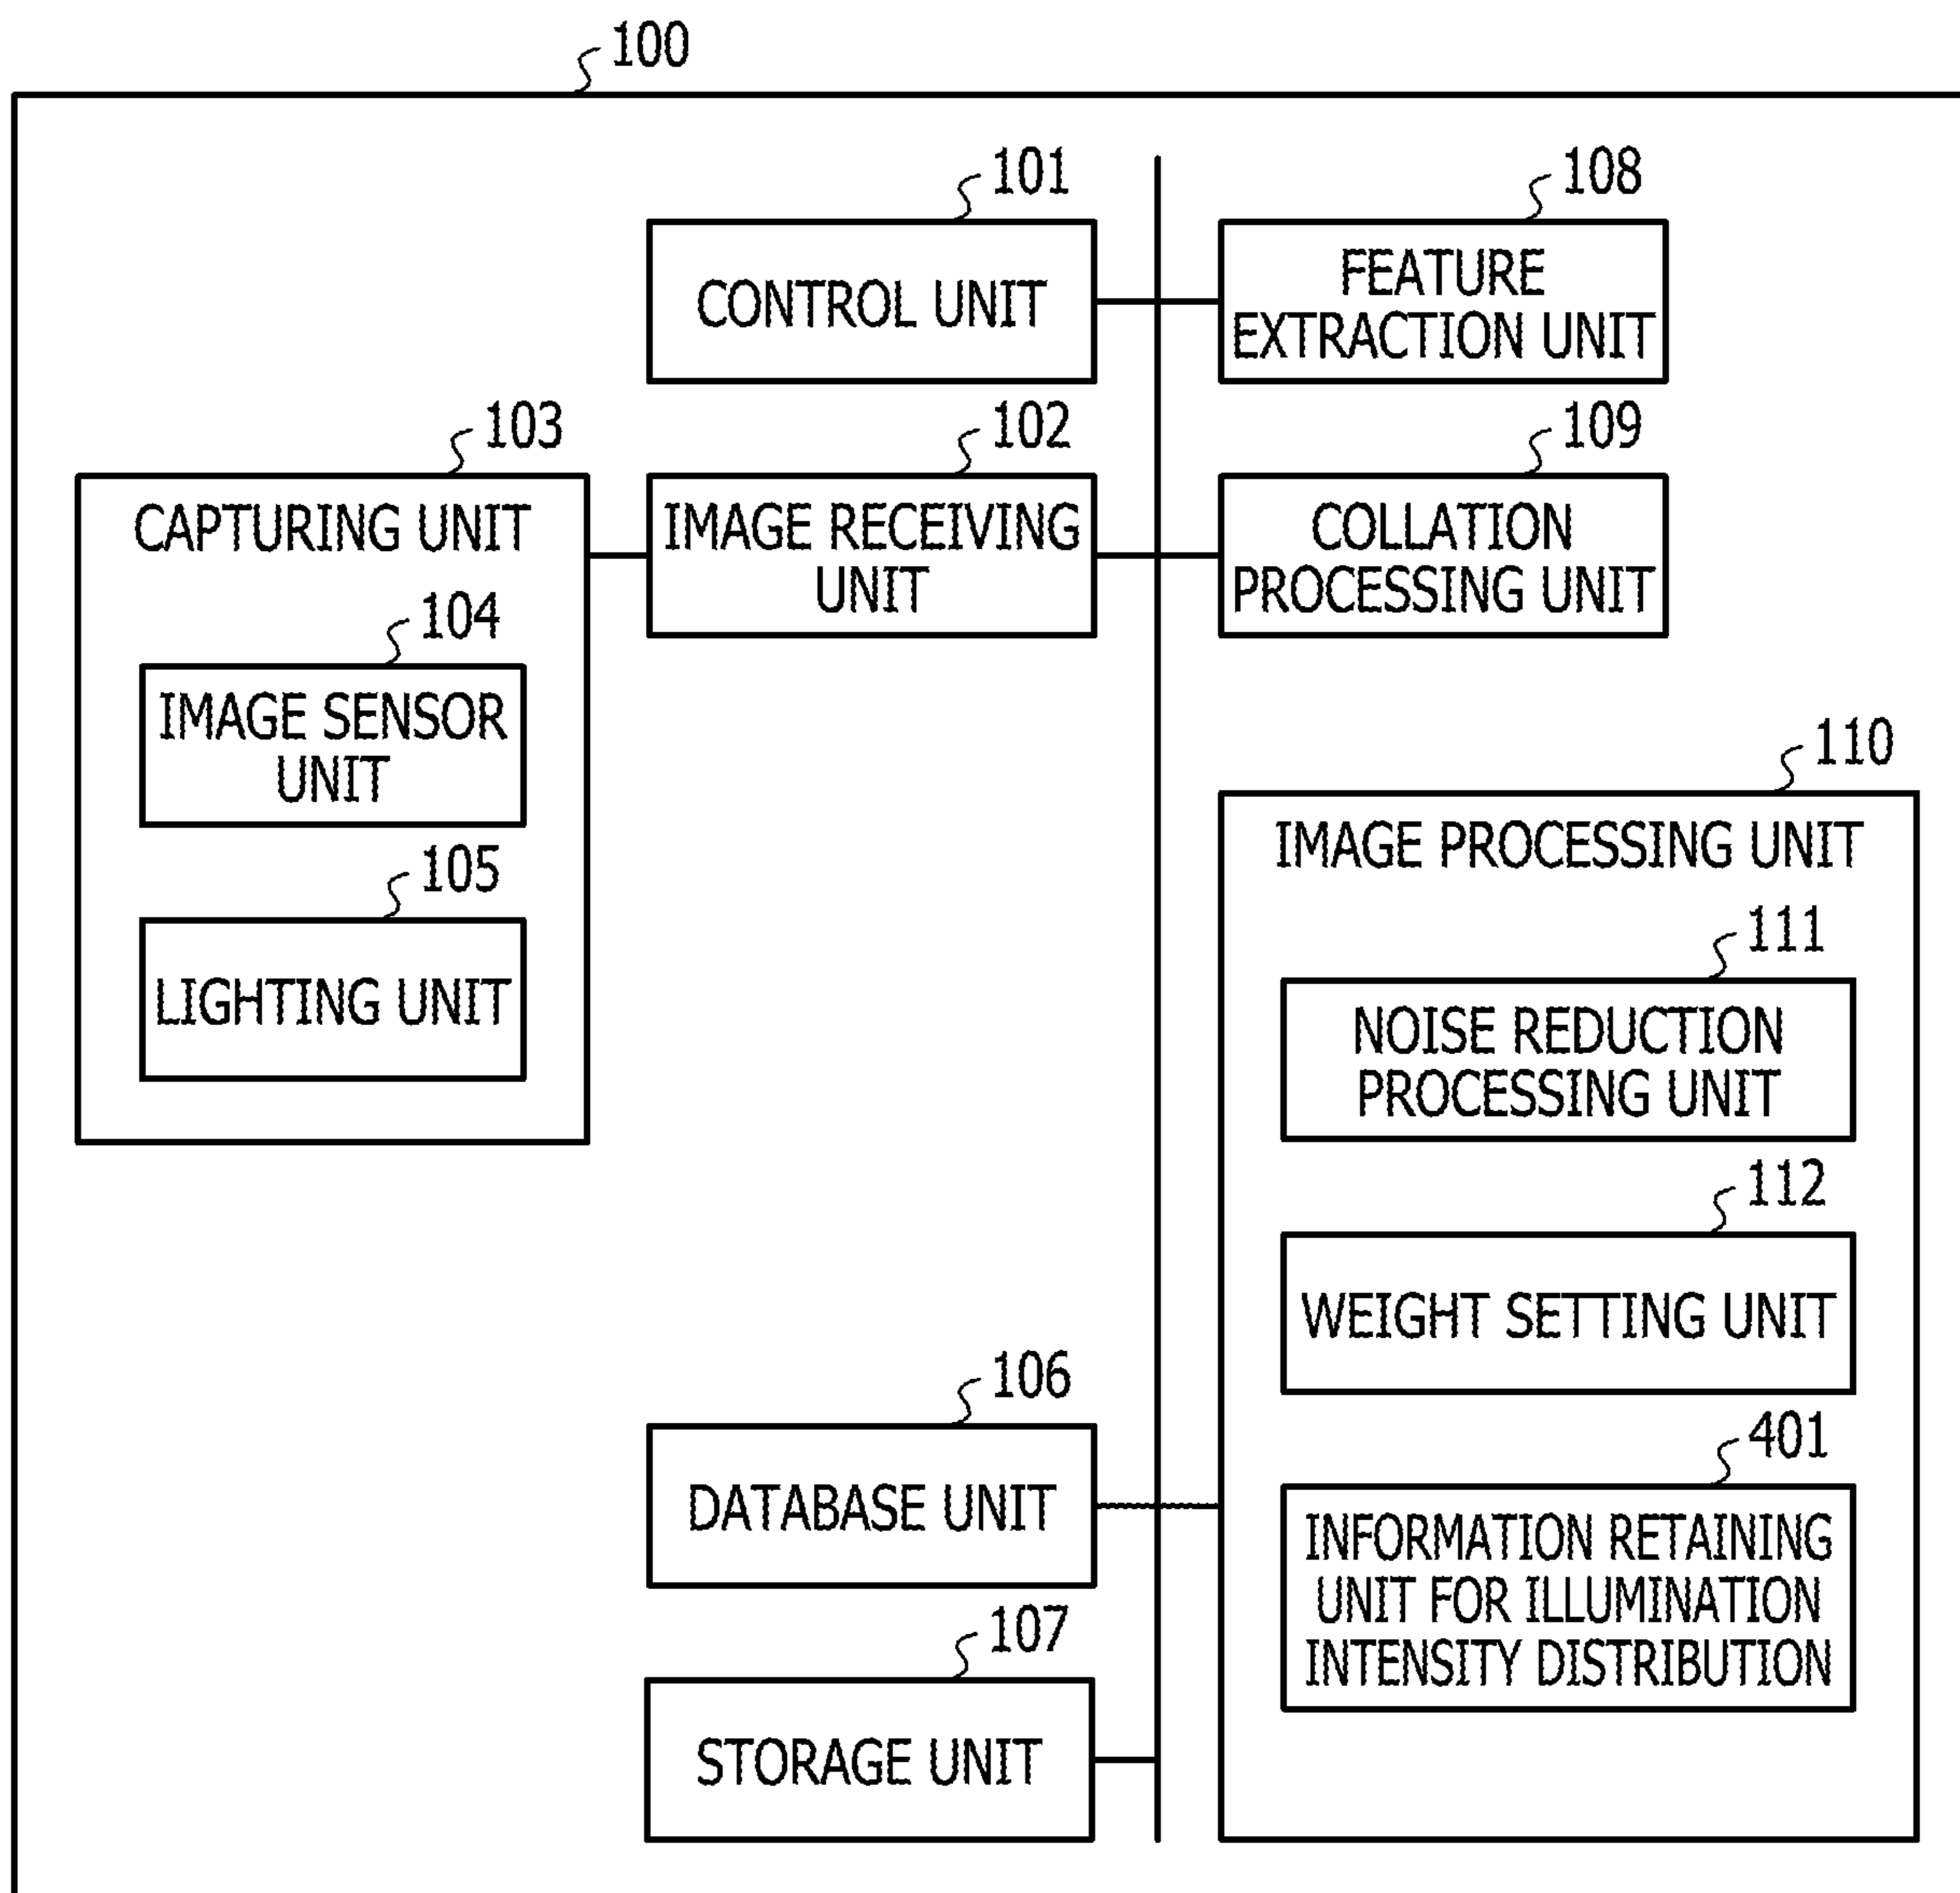 100
101
CONTROL UNIT
108
FEATURE
EXTRACTION UNIT
103
CAPTURING UNIT
102
IMAGE RECEIVING
UNIT
109
COLLATION
PROCESSING UNIT
104
IMAGE SENSOR
UNIT
105
LIGHTING UNIT
110
IMAGE PROCESSING UNIT
111
NOISE REDUCTION
PROCESSING UNIT
112
WEIGHT SETTING UNIT
106
DATABASE UNIT
401
INFORMATION RETAINING
UNIT FOR ILLUMINATION
INTENSITY DISTRIBUTION
107
STORAGE UNIT